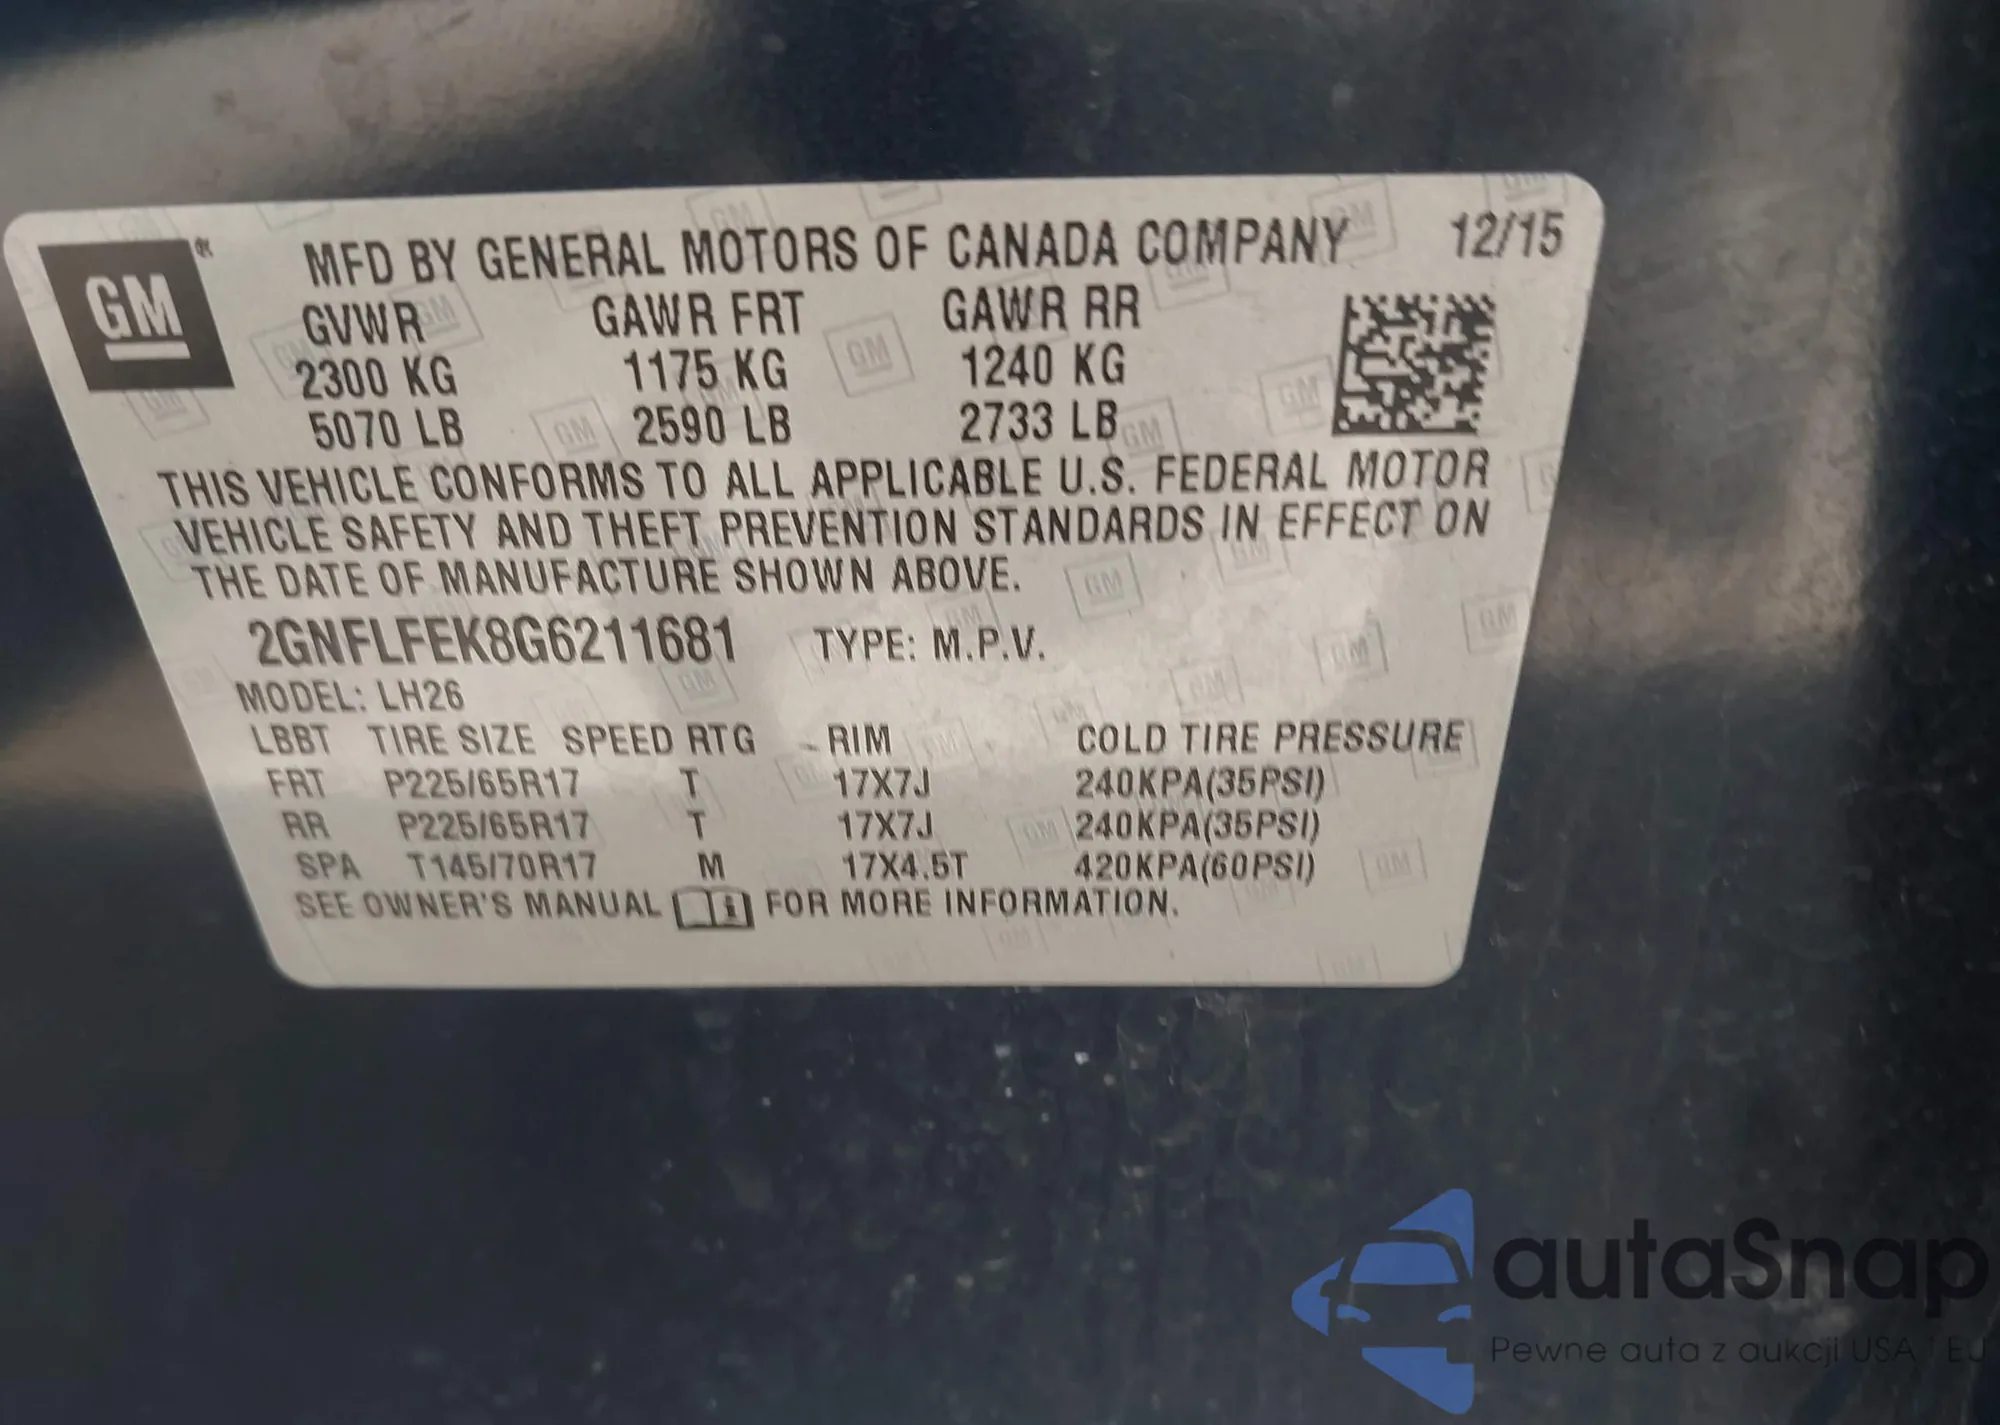 GM
MFD BY GENERAL MOTORS OF CANADA COMPANY 12/15
GVWR GAWR FRT GAWR RR
2300 KG 1175 KG 1240 KG
5070 LB 2590 LB 2733 LB
THIS VEHICLE CONFORMS TO ALL APPLICABLE U.S. FEDERAL MOTOR
VEHICLE SAFETY AND THEFT PREVENTION STANDARDS IN EFFECT ON
THE DATE OF MANUFACTURE SHOWN ABOVE.
2GNFLFEK8G6211681 TYPE: M.P.V.
MODEL: LH26
LBBT TIRE SIZE SPEED RTG RIM COLD TIRE PRESSURE
FRT P225/65R17 T 17X7J 240KPA(35PSI)
RR P225/65R17 T 17X7J 240KPA(35PSI)
SPA T145/70R17 M 17X4.5T 420KPA(60PSI)
SEE OWNER'S MANUAL FOR MORE INFORMATION.
autaSnap
Pewne auta z aukcji USA i EU